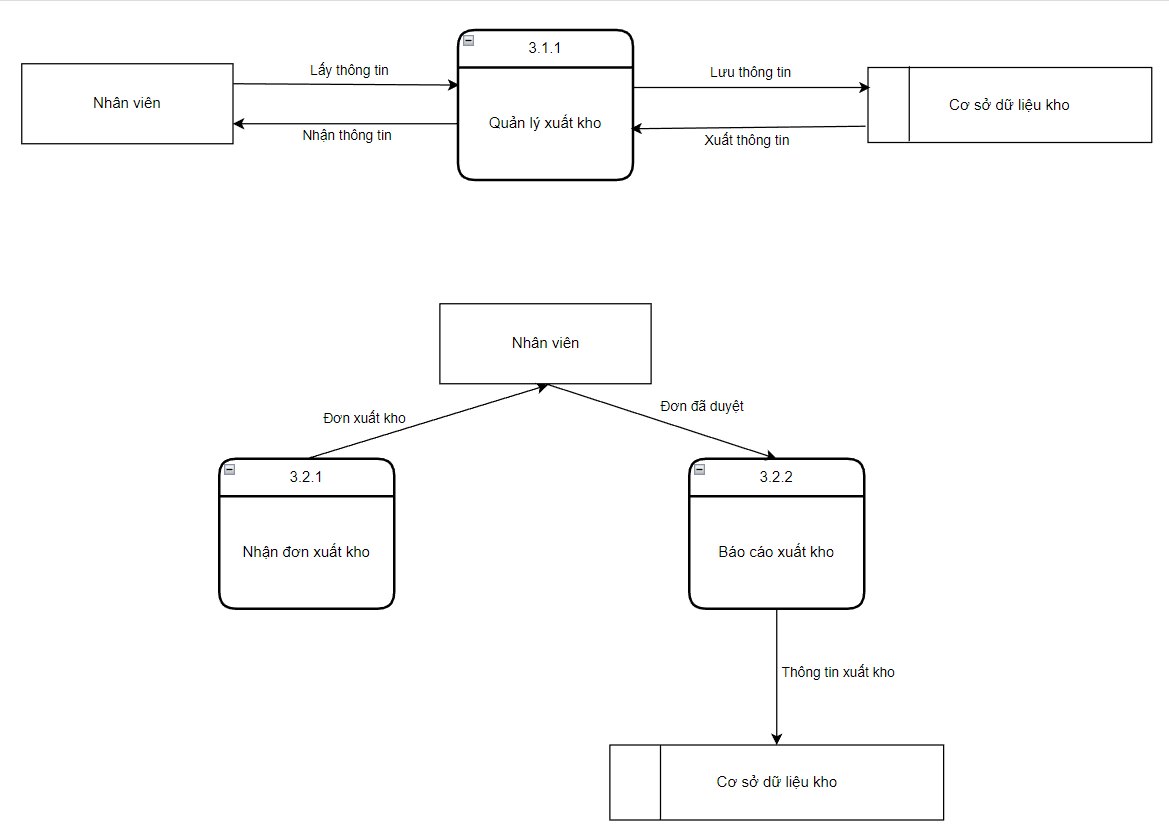 3.1.1
Lấy thông tin
Lưu thông tin
Nhân viên
Quản lý xuất kho
Cơ sở dữ liệu kho
Nhận thông tin
Xuất thông tin
Nhân viên
Đơn xuất kho
Đơn đã duyệt
3.2.1
3.2.2
Nhận đơn xuất kho
Báo cáo xuất kho
Thông tin xuất kho
Cơ sở dữ liệu kho